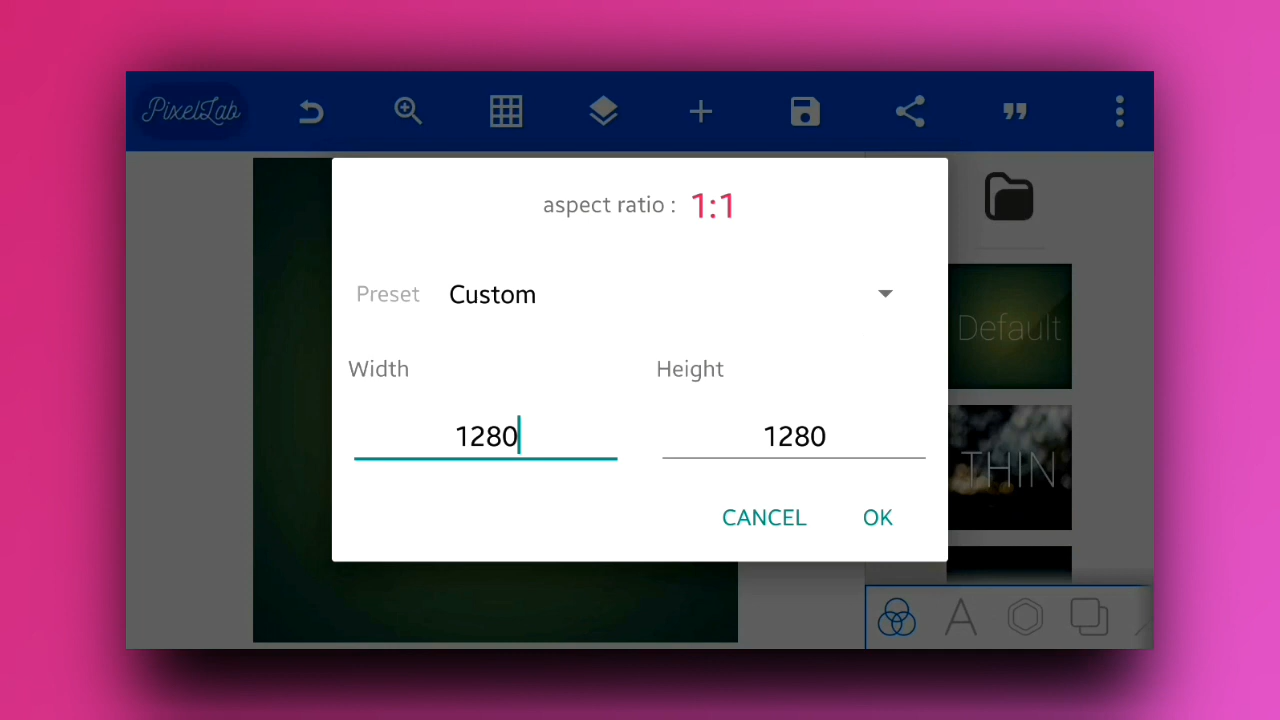 PixelLab
aspect ratio : 1:1
Preset Custom
Width Height
1280 1280
CANCEL OK
Default
THIN